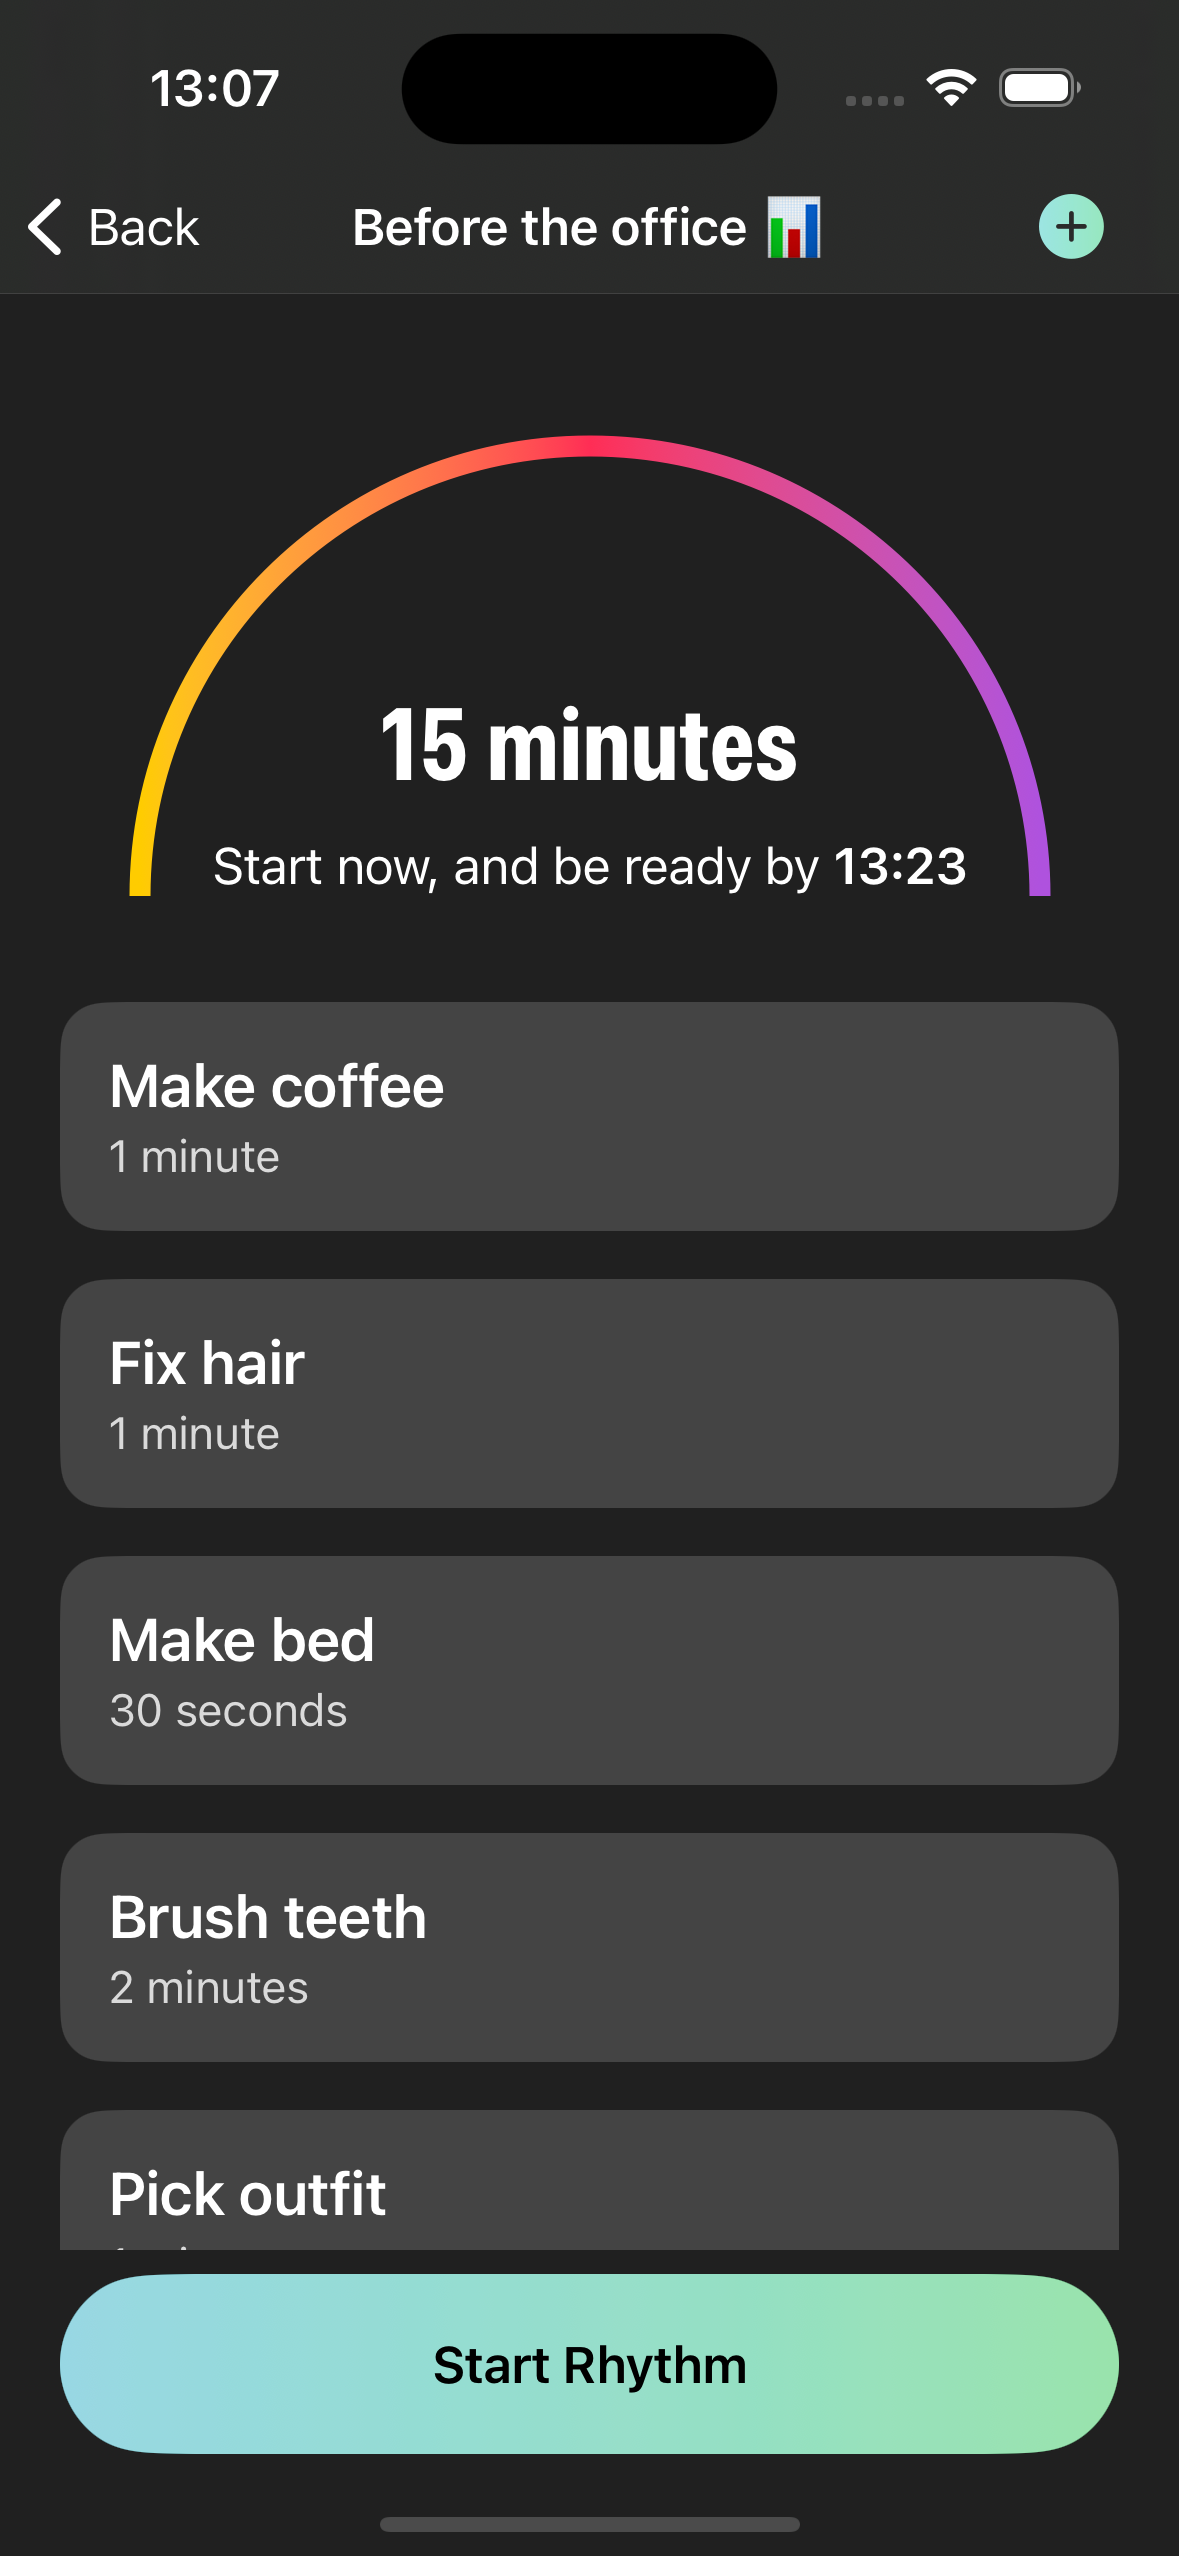 13:07
Back
Before the office 📊
15 minutes
Start now, and be ready by 13:23
Make coffee
1 minute
Fix hair
1 minute
Make bed
30 seconds
Brush teeth
2 minutes
Pick outfit
Start Rhythm